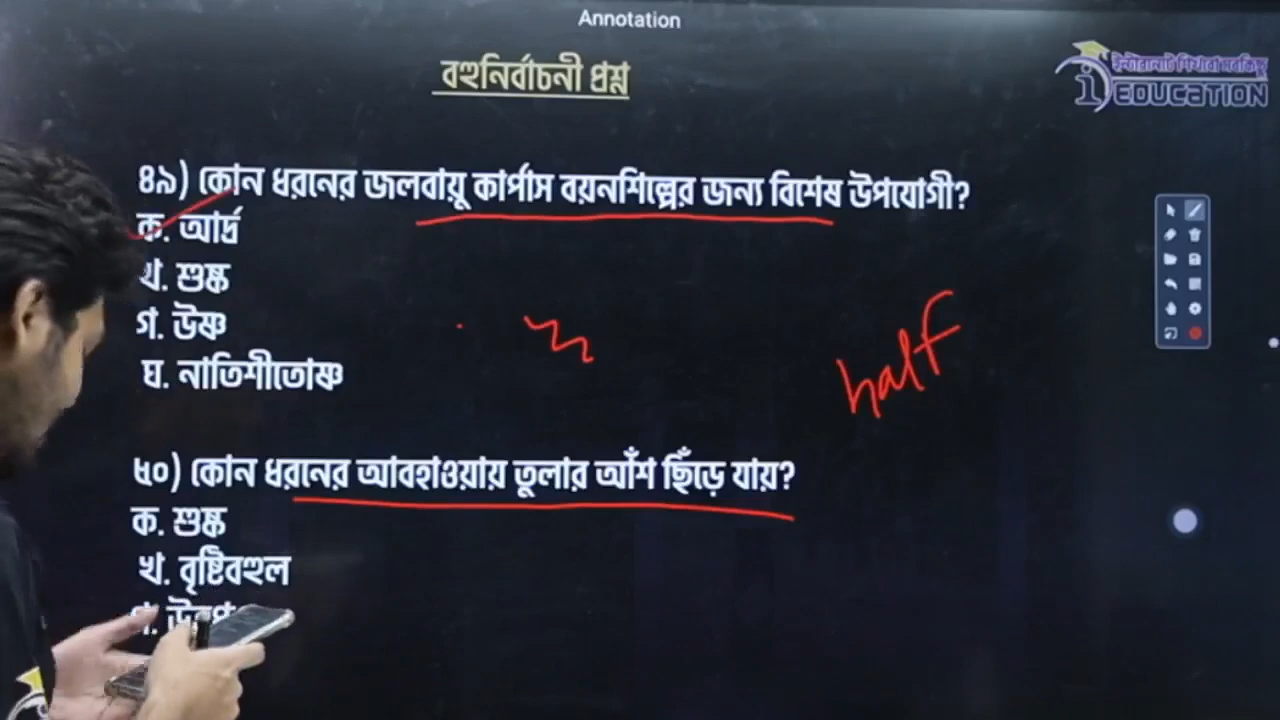 Annotation
বহুনির্বাচনী প্রশ্ন
EDUCATION
৪৯) কোন ধরনের জলবায়ু কার্পাস বয়নশিল্পের জন্য বিশেষ উপযোগী?
ক. আর্দ্র
খ. শুষ্ক
গ. উষ্ণ
ঘ. নাতিশীতোষ্ণ
half
৫০) কোন ধরনের আবহাওয়ায় তুলার আঁশ ছিঁড়ে যায়?
ক. শুষ্ক
খ. বৃষ্টিবহুল